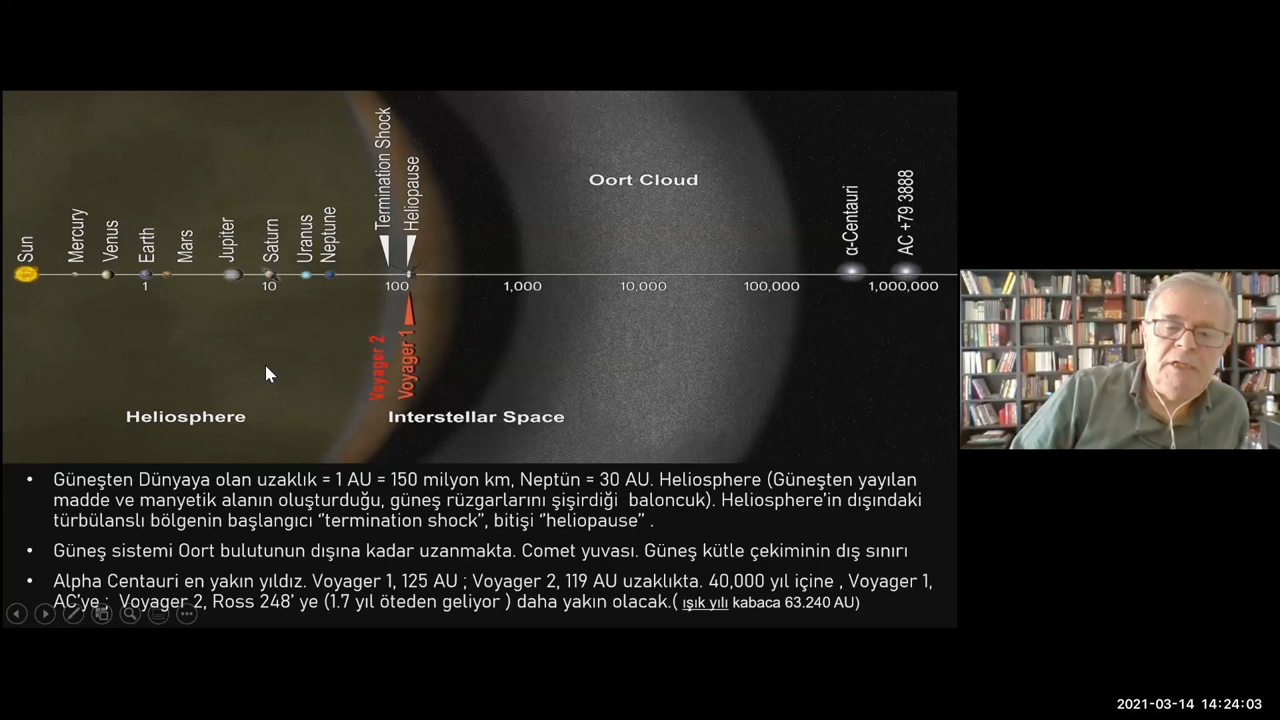 Termination Shock
Heliopause
Oort Cloud
α-Centauri
AC +79 3888
Sun
Mercury
Venus
Earth
Mars
Jupiter
Saturn
Uranus
Neptune
1
10
100
1,000
10,000
100,000
1,000,000
Voyager 2
Voyager 1
Heliosphere
Interstellar Space
• Güneşten Dünyaya olan uzaklık = 1 AU = 150 milyon km, Neptün = 30 AU. Heliosphere (Güneşten yayılan
madde ve manyetik alanın oluşturduğu, güneş rüzgarlarını şişirdiği baloncuk). Heliosphere'in dışındaki
türbülanslı bölgenin başlangıcı "termination shock", bitişi "heliopause" .
• Güneş sistemi Oort bulutunun dışına kadar uzanmakta. Comet yuvası. Güneş kütle çekiminin dış sınırı
• Alpha Centauri en yakın yıldız. Voyager 1, 125 AU ; Voyager 2, 119 AU uzaklıkta. 40,000 yıl içine , Voyager 1,
AC'ye ; Voyager 2, Ross 248' ye (1.7 yıl öteden geliyor ) daha yakın olacak.( ışık yılı kabaca 63.240 AU)
2021-03-14 14:24:03